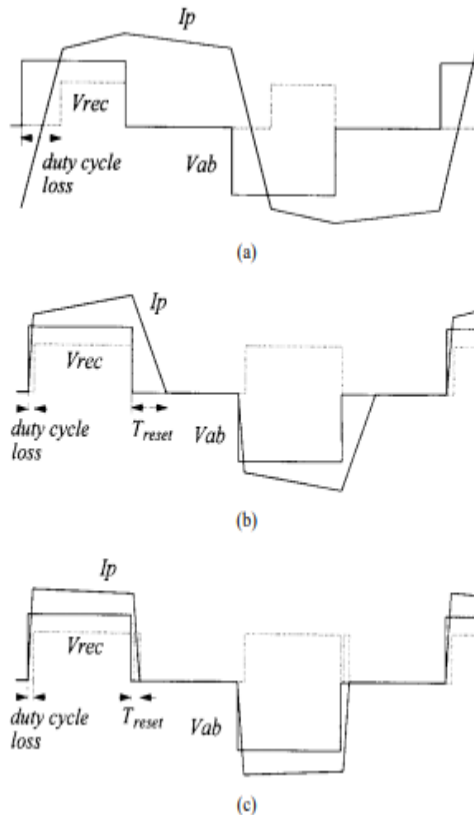 Ip
Vrec
duty cycle
loss
Vab
(a)
Ip
Vrec
duty cycle
loss
Treset
Vab
(b)
Ip
Vrec
duty cycle
loss
Treset
Vab
(c)